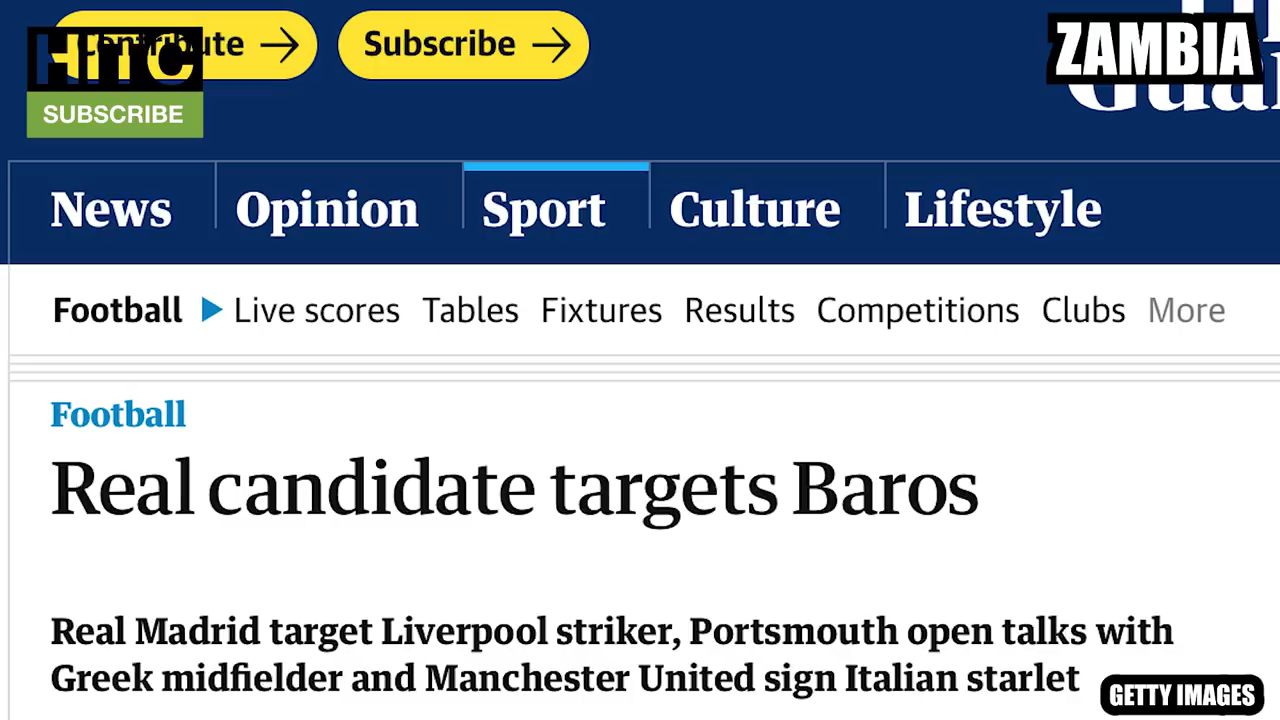 Contribute → Subscribe →
HITC
SUBSCRIBE
ZAMBIA
News Opinion Sport Culture Lifestyle
Football Live scores Tables Fixtures Results Competitions Clubs More
Football
Real candidate targets Baros
Real Madrid target Liverpool striker, Portsmouth open talks with
Greek midfielder and Manchester United sign Italian starlet
GETTY IMAGES